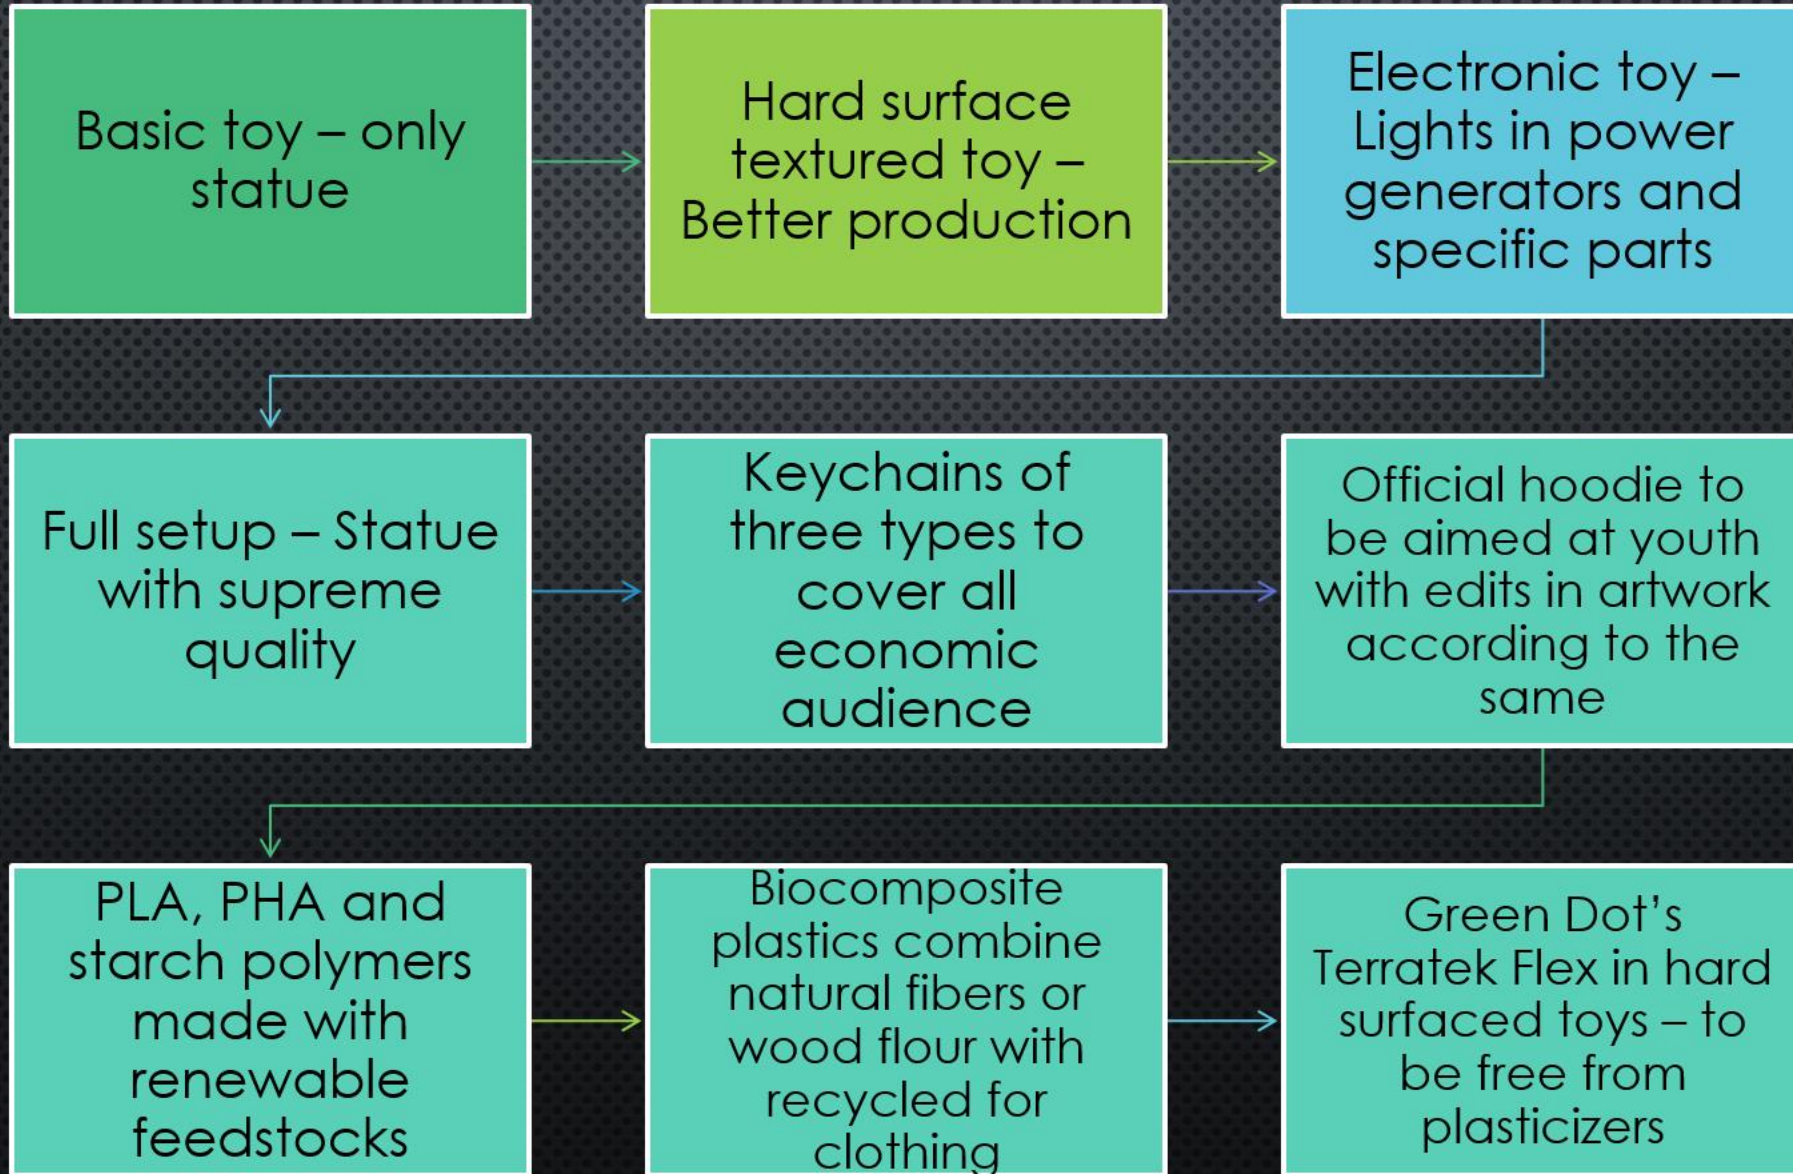 Basic toy – only
statue
Hard surface
textured toy –
Better production
Electronic toy –
Lights in power
generators and
specific parts
Full setup – Statue
with supreme
quality
Keychains of
three types to
cover all
economic
audience
Official hoodie to
be aimed at youth
with edits in artwork
according to the
same
PLA, PHA and
starch polymers
made with
renewable
feedstocks
Biocomposite
plastics combine
natural fibers or
wood flour with
recycled for
clothing
Green Dot’s
Terratek Flex in hard
surfaced toys – to
be free from
plasticizers